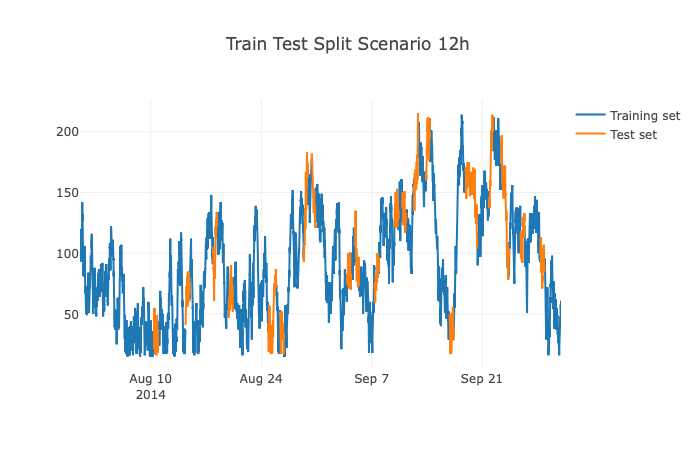 Train Test Split Scenario 12h
Training set
Test set
200
150
100
50
Aug 10
2014
Aug 24
Sep 7
Sep 21